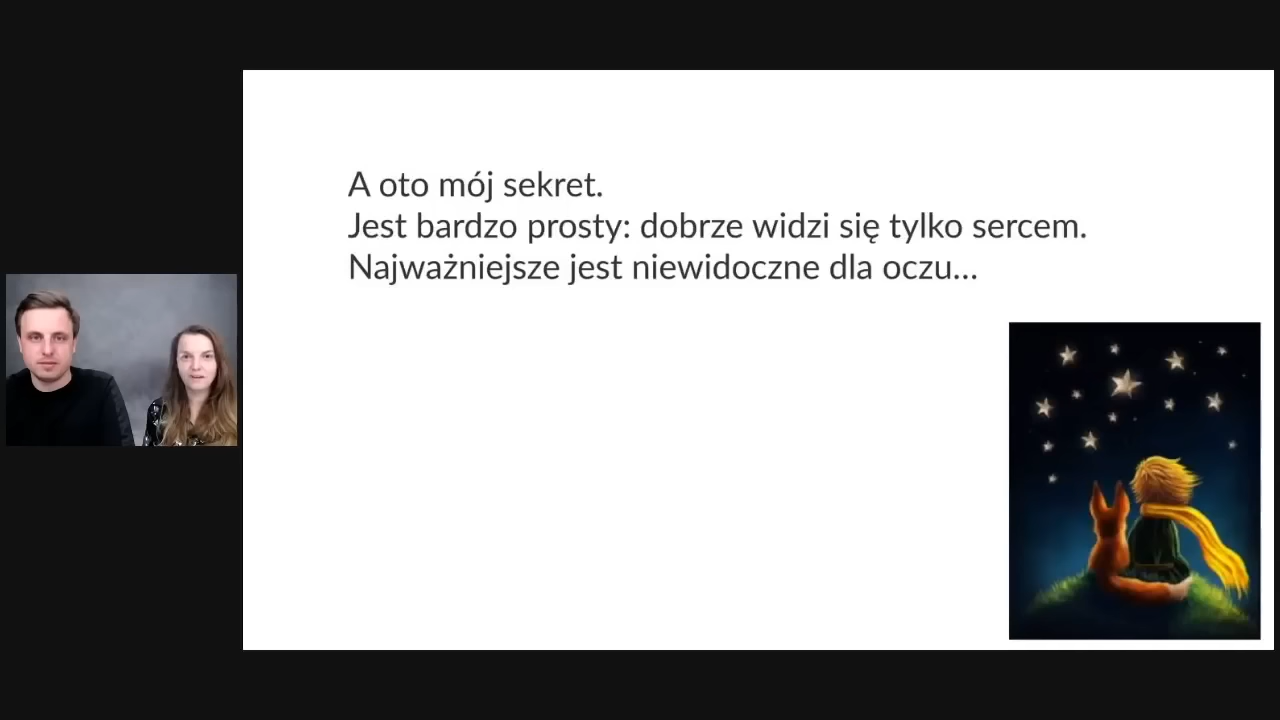 A oto mój sekret.
Jest bardzo prosty: dobrze widzi się tylko sercem.
Najważniejsze jest niewidoczne dla oczu...